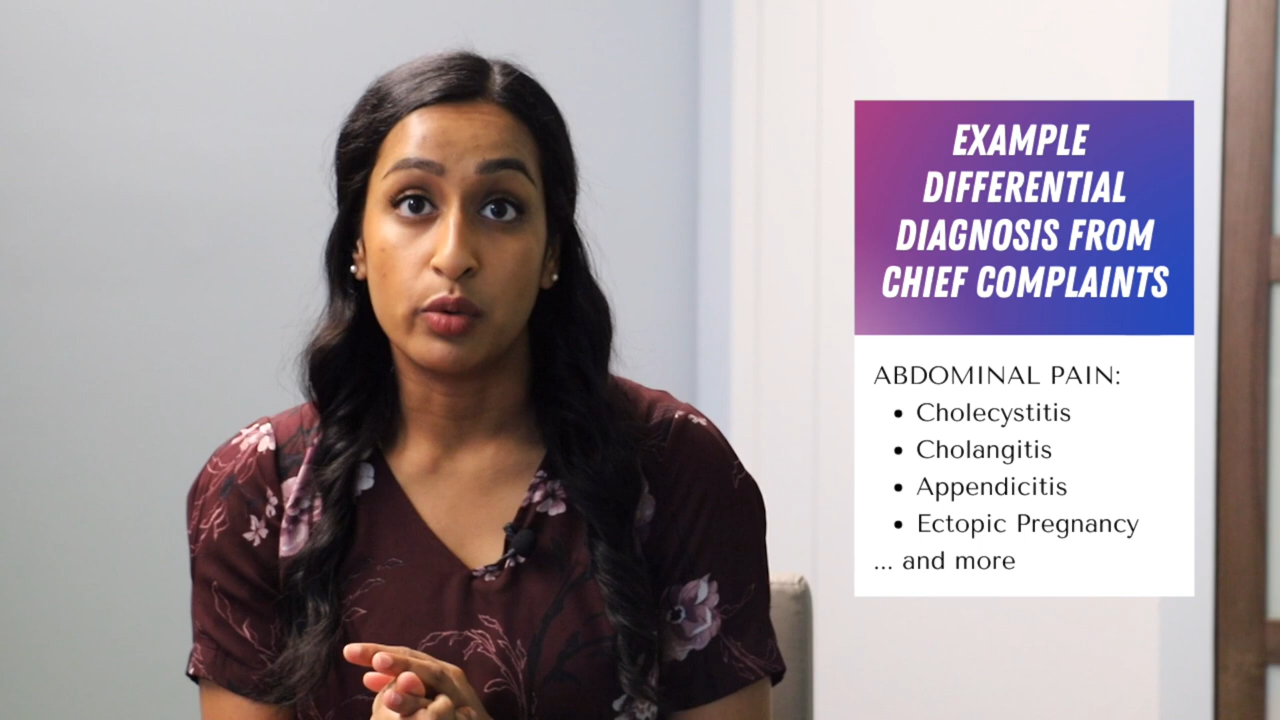 EXAMPLE
DIFFERENTIAL
DIAGNOSIS FROM
CHIEF COMPLAINTS
ABDOMINAL PAIN:
• Cholecystitis
• Cholangitis
• Appendicitis
• Ectopic Pregnancy
... and more